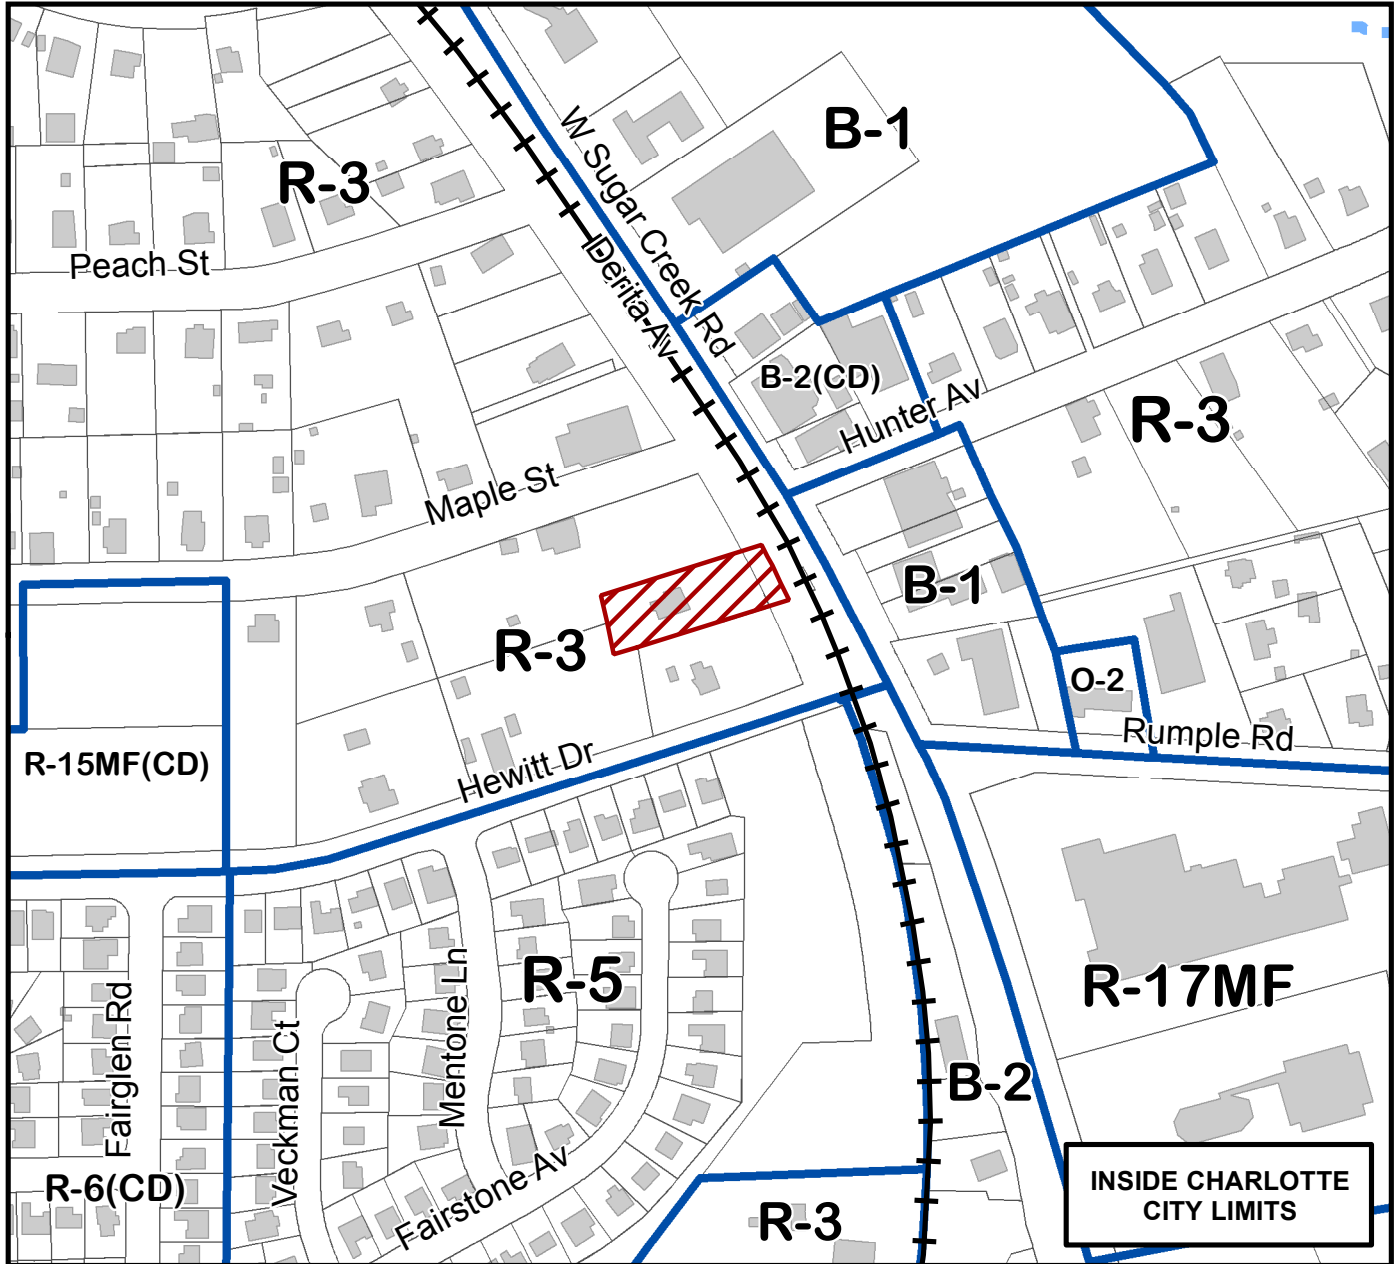 B-1
W Sugar Creek Rd
R-3
Peach St
Derita Av
B-2(CD)
Hunter Av
R-3
Maple St
B-1
R-3
O-2
Rumple Rd
R-15MF(CD)
Hewitt Dr
R-5
Mentone Ln
Fairglen Rd
Veckman Ct
R-17MF
B-2
Fairstone Av
R-6(CD)
R-3
INSIDE CHARLOTTE
CITY LIMITS